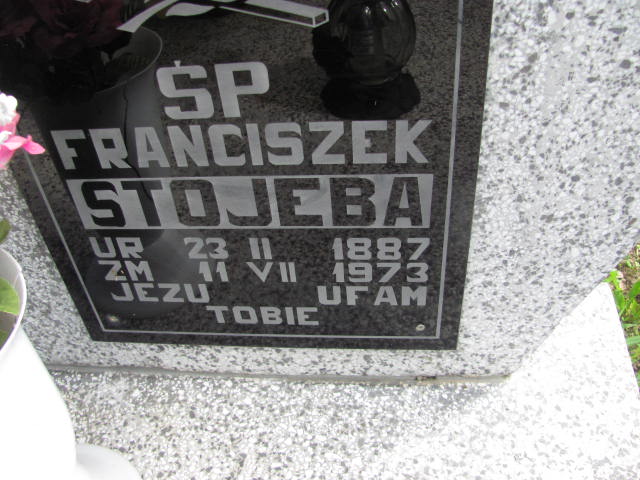 ŚP
FRANCISZEK
STOJEBA
UR 23 II 1887
ZM 11 VII 1973
JEZU UFAM
TOBIE